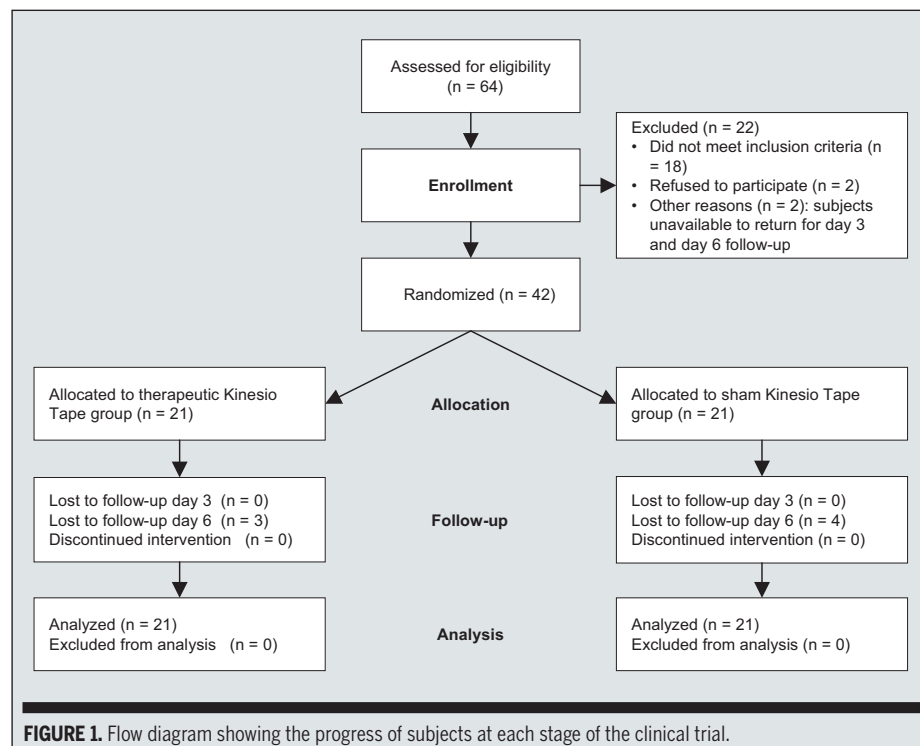 Assessed for eligibility
(n = 64)
Excluded (n = 22)
• Did not meet inclusion criteria (n
= 18)
• Refused to participate (n = 2)
• Other reasons (n = 2): subjects
unavailable to return for day 3
and day 6 follow-up
Enrollment
Randomized (n = 42)
Allocated to therapeutic Kinesio
Tape group (n = 21)
Allocation
Allocated to sham Kinesio Tape
group (n = 21)
Lost to follow-up day 3 (n = 0)
Lost to follow-up day 6 (n = 3)
Discontinued intervention (n = 0)
Follow-up
Lost to follow-up day 3 (n = 0)
Lost to follow-up day 6 (n = 4)
Discontinued intervention (n = 0)
Analyzed (n = 21)
Excluded from analysis (n = 0)
Analysis
Analyzed (n = 21)
Excluded from analysis (n = 0)
FIGURE 1. Flow diagram showing the progress of subjects at each stage of the clinical trial.